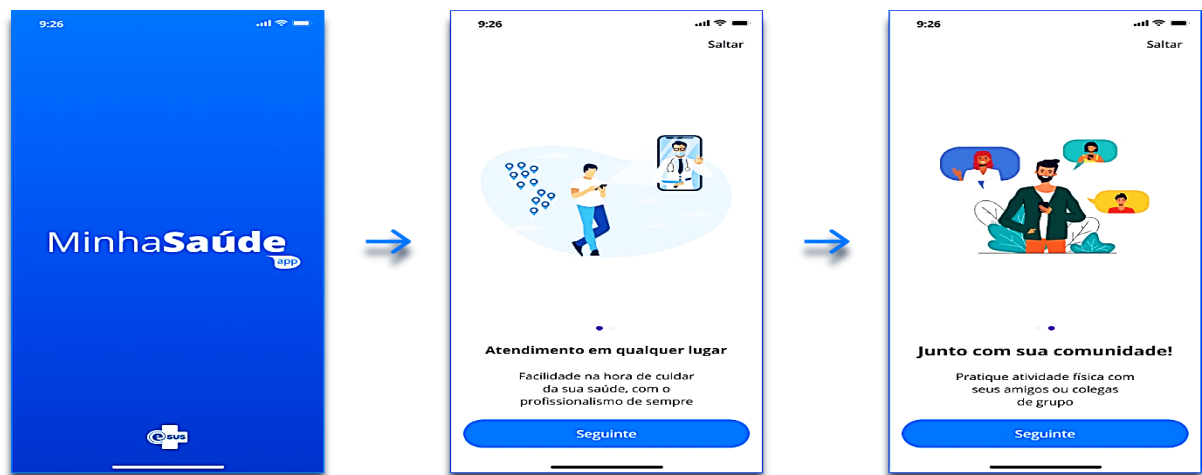 9:26
MinhaSaúde
app
e sus
9:26
Saltar
Atendimento em qualquer lugar
Facilidade na hora de cuidar
da sua saúde, com o
profissionalismo de sempre
Seguinte
9:26
Saltar
Junto com sua comunidade!
Pratique atividade física com
seus amigos ou colegas
de grupo
Seguinte